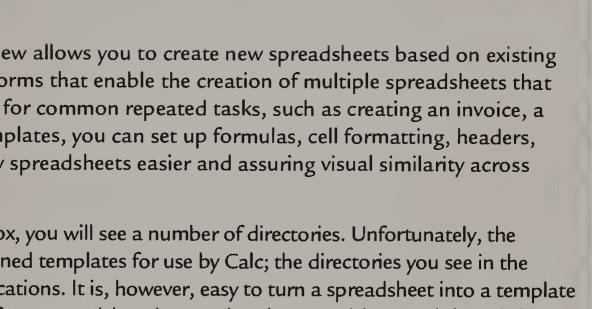 ew allows you to create new spreadsheets based on existing
orms that enable the creation of multiple spreadsheets that
for common repeated tasks, such as creating an invoice, a
nplates, you can set up formulas, cell formatting, headers,
spreadsheets easier and assuring visual similarity across
ox, you will see a number of directories. Unfortunately, the
ned templates for use by Calc; the directories you see in the
cations. It is, however, easy to turn a spreadsheet into a template